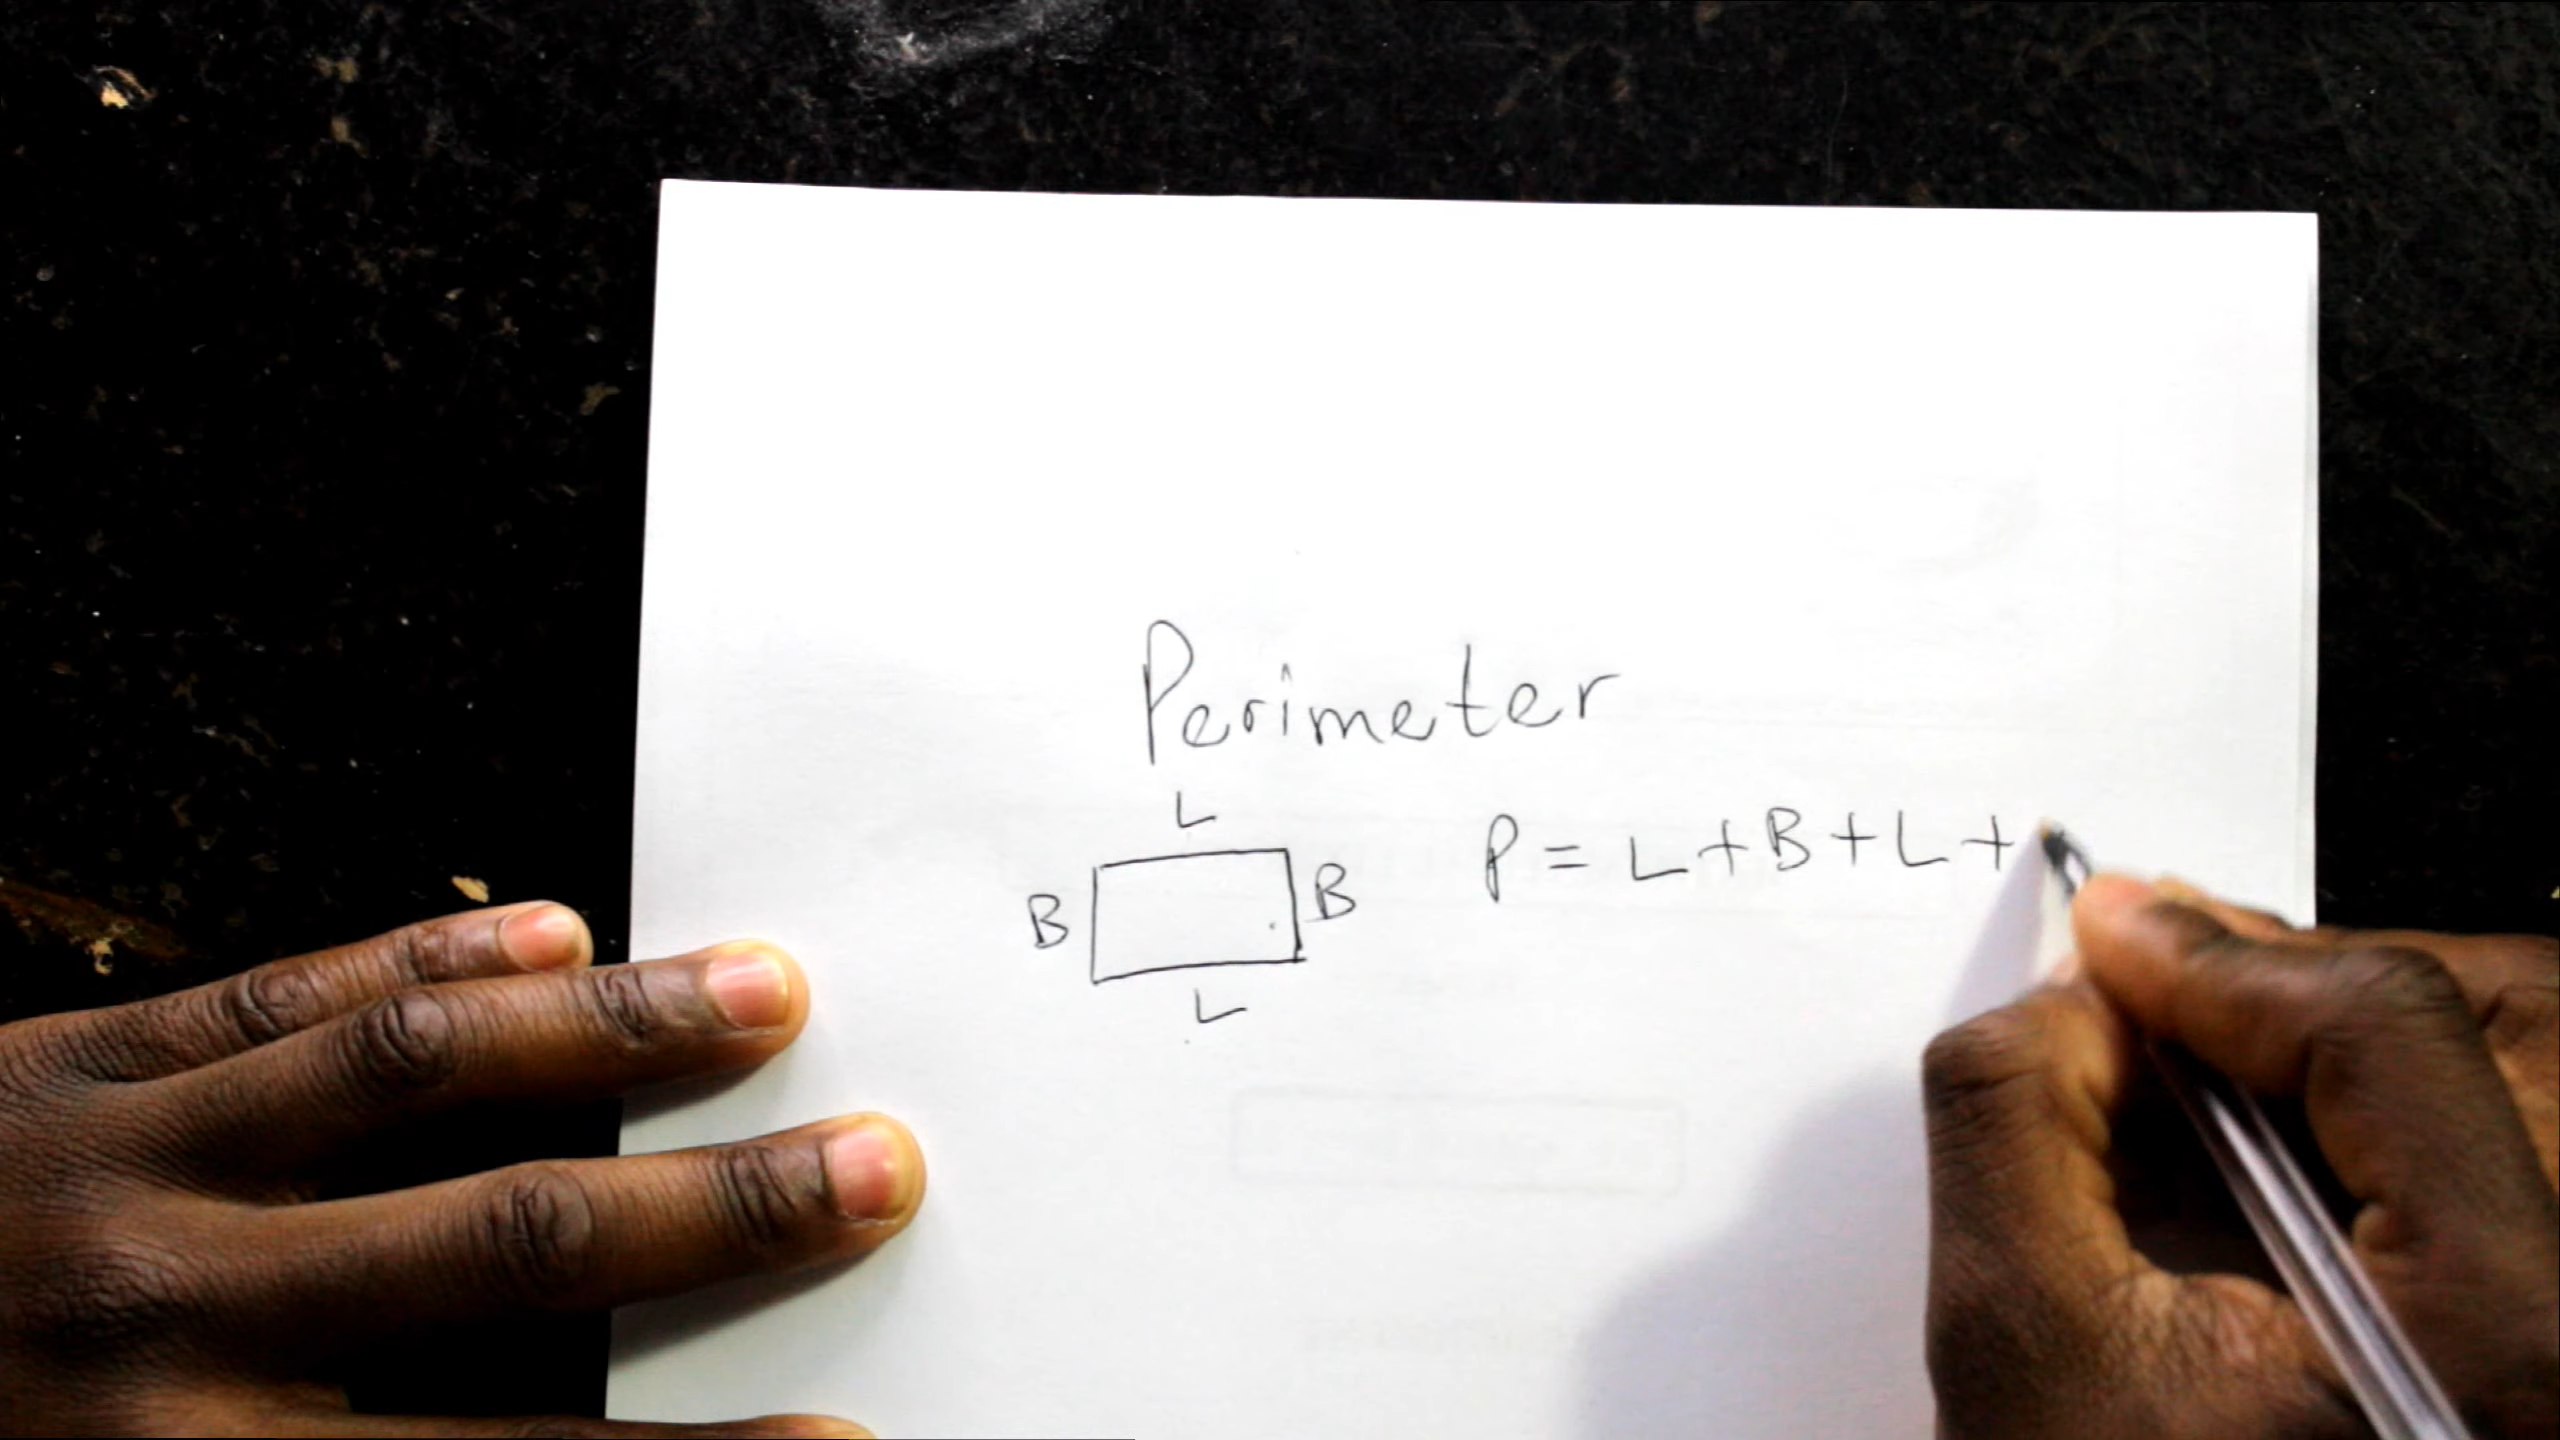 Perimeter
L
B B
L
P = L + B + L +